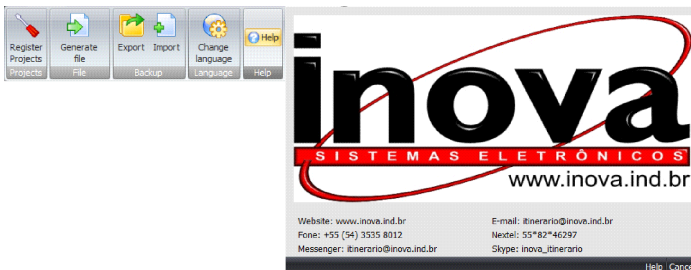 Register Projects
Generate file
Export
Import
Change language
Help
Projects
File
Backup
Language
Help
inova
SISTEMAS ELETRÔNICOS
www.inova.ind.br
Website: www.inova.ind.br
E-mail: itinerario@inova.ind.br
Fone: +55 (54) 3535 8012
Nextel: 55*82*46297
Messenger: itinerario@inova.ind.br
Skype: inova_itinerario
Help
Cance